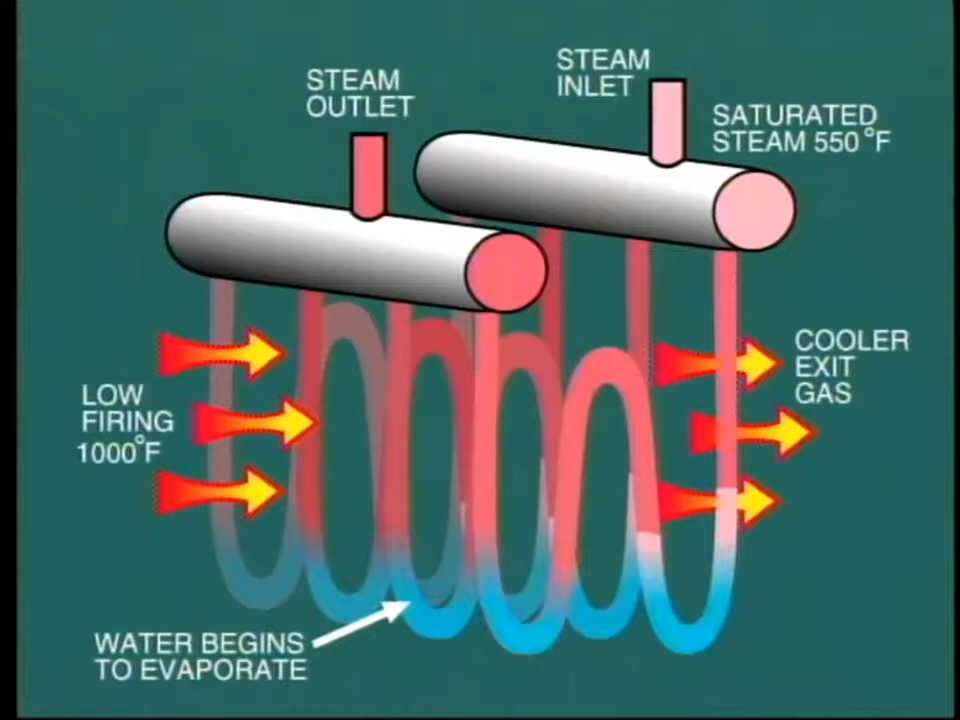 STEAM
OUTLET
STEAM
INLET
SATURATED
STEAM 550°F
LOW
FIRING
1000°F
COOLER
EXIT
GAS
WATER BEGINS
TO EVAPORATE